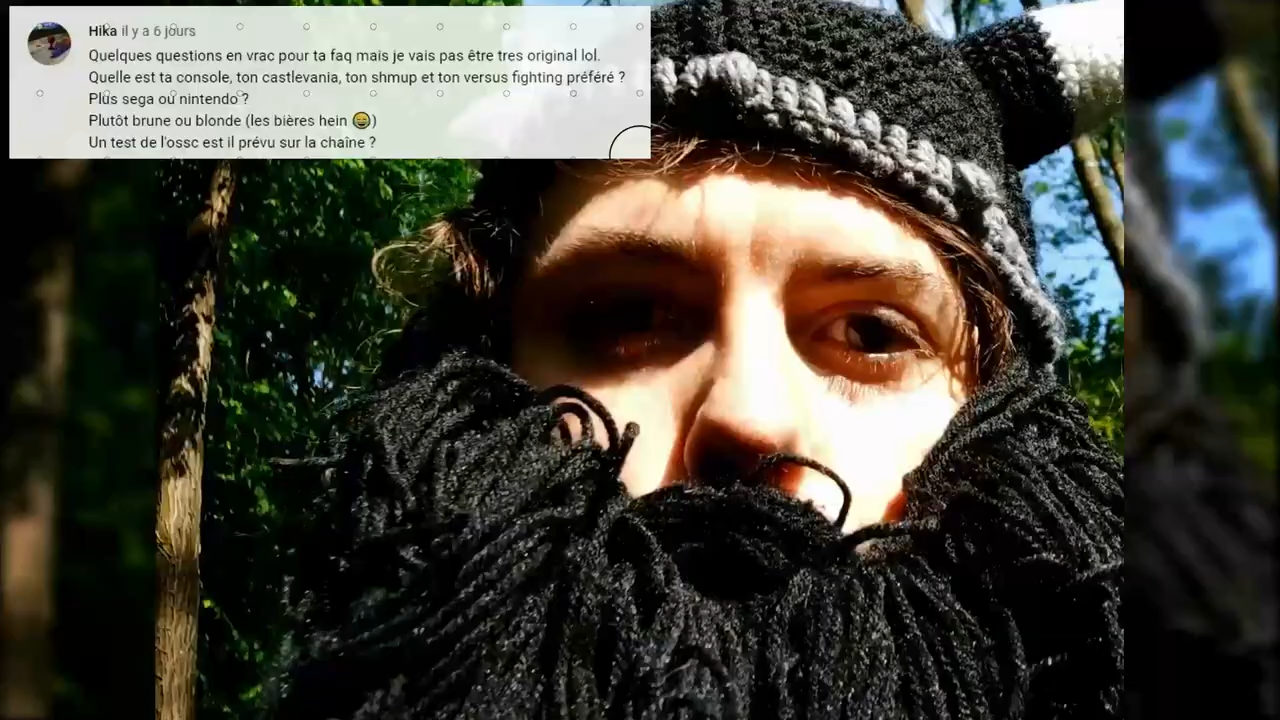 Hika il y a 6 jours
Quelques questions en vrac pour ta faq mais je vais pas être tres original lol.
Quelle est ta console, ton castlevania, ton shmup et ton versus fighting préféré ?
Plus sega ou nintendo ?
Plutôt brune ou blonde (les bières hein 😅)
Un test de l'ossc est il prévu sur la chaîne ?